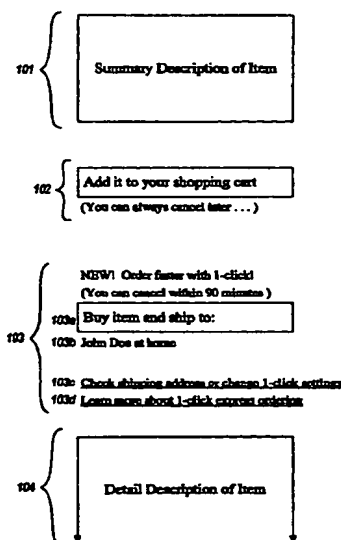 101
Summary Description of Item
102
Add it to your shopping cart
(You can always cancel later . . .)
103
NEW! Order faster with 1-click!
(You can cancel within 90 minutes)
103a Buy item and ship to:
103b John Doe at home
103c Check shipping address or change 1-click settings
103d Learn more about 1-click express ordering
104
Detail Description of Item